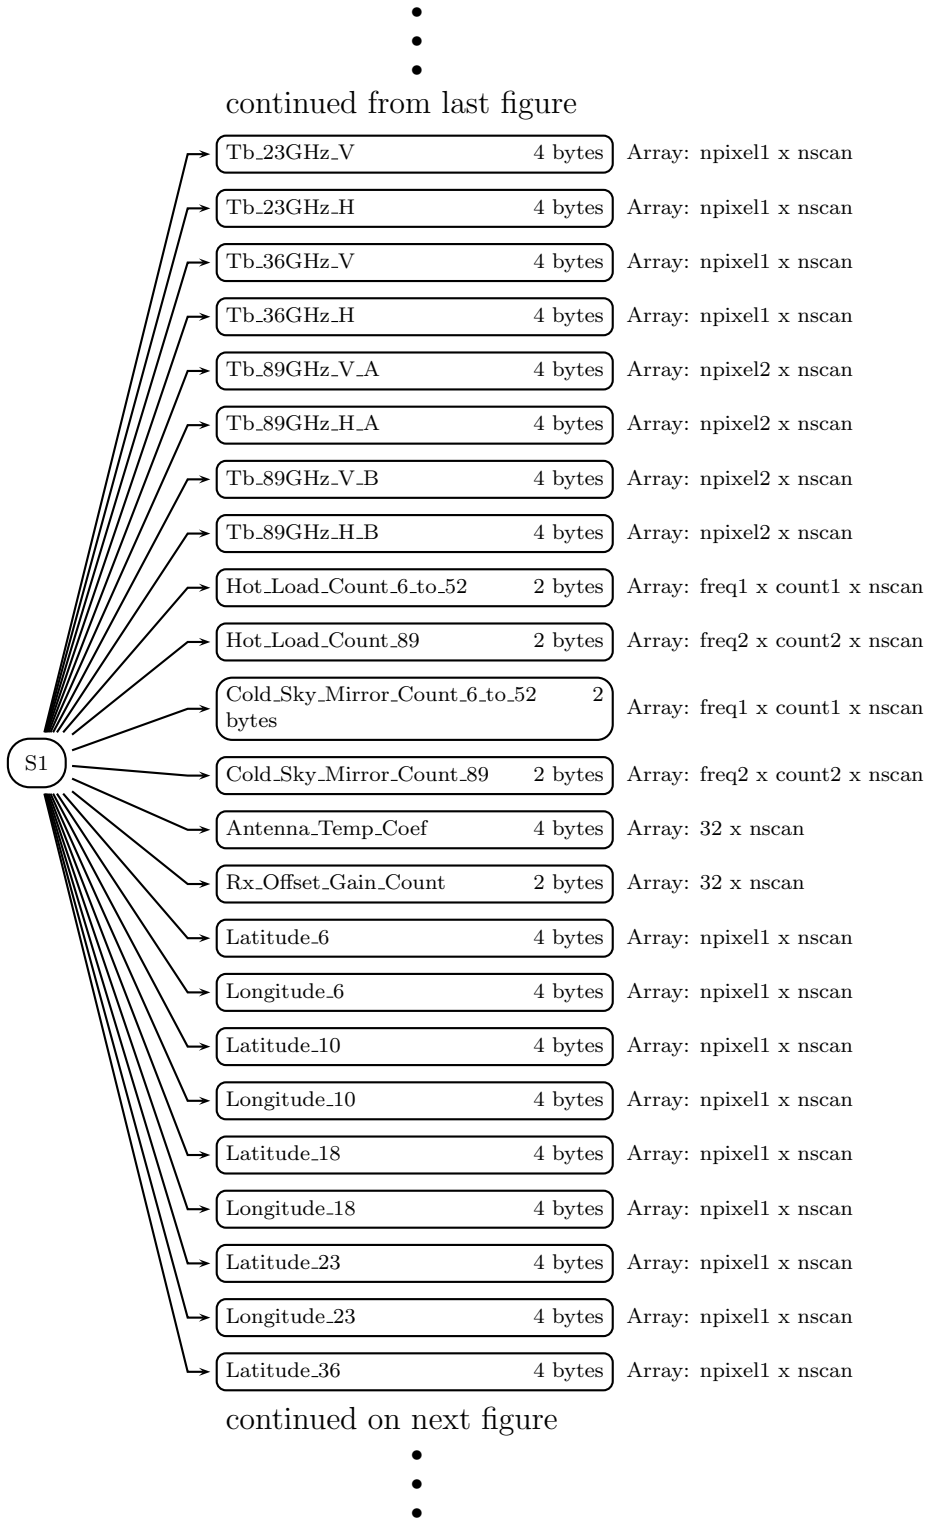 continued from last figure
Tb_23GHz_V 4 bytes Array: npixel1 x nscan
Tb_23GHz_H 4 bytes Array: npixel1 x nscan
Tb_36GHz_V 4 bytes Array: npixel1 x nscan
Tb_36GHz_H 4 bytes Array: npixel1 x nscan
Tb_89GHz_V_A 4 bytes Array: npixel2 x nscan
Tb_89GHz_H_A 4 bytes Array: npixel2 x nscan
Tb_89GHz_V_B 4 bytes Array: npixel2 x nscan
Tb_89GHz_H_B 4 bytes Array: npixel2 x nscan
Hot_Load_Count_6_to_52 2 bytes Array: freq1 x count1 x nscan
Hot_Load_Count_89 2 bytes Array: freq2 x count2 x nscan
Cold_Sky_Mirror_Count_6_to_52 2
bytes
Array: freq1 x count1 x nscan
S1
Cold_Sky_Mirror_Count_89 2 bytes Array: freq2 x count2 x nscan
Antenna_Temp_Coef 4 bytes Array: 32 x nscan
Rx_Offset_Gain_Count 2 bytes Array: 32 x nscan
Latitude_6 4 bytes Array: npixel1 x nscan
Longitude_6 4 bytes Array: npixel1 x nscan
Latitude_10 4 bytes Array: npixel1 x nscan
Longitude_10 4 bytes Array: npixel1 x nscan
Latitude_18 4 bytes Array: npixel1 x nscan
Longitude_18 4 bytes Array: npixel1 x nscan
Latitude_23 4 bytes Array: npixel1 x nscan
Longitude_23 4 bytes Array: npixel1 x nscan
Latitude_36 4 bytes Array: npixel1 x nscan
continued on next figure